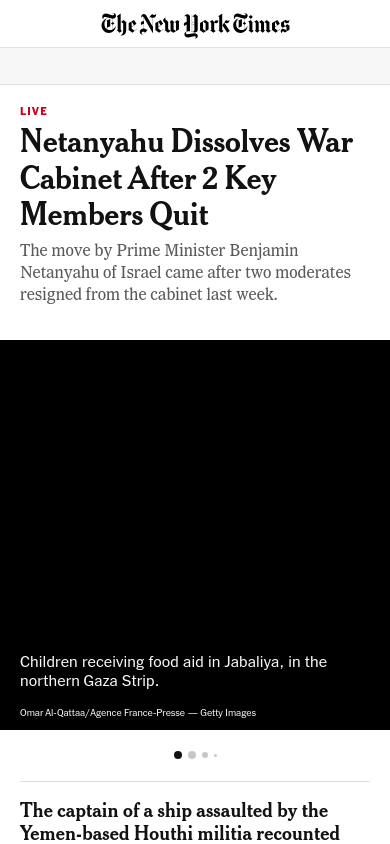 The New York Times
LIVE
Netanyahu Dissolves War
Cabinet After 2 Key
Members Quit
The move by Prime Minister Benjamin
Netanyahu of Israel came after two moderates
resigned from the cabinet last week.
Children receiving food aid in Jabaliya, in the
northern Gaza Strip.
Omar Al-Qattaa/Agence France-Presse — Getty Images
The captain of a ship assaulted by the
Yemen-based Houthi militia recounted